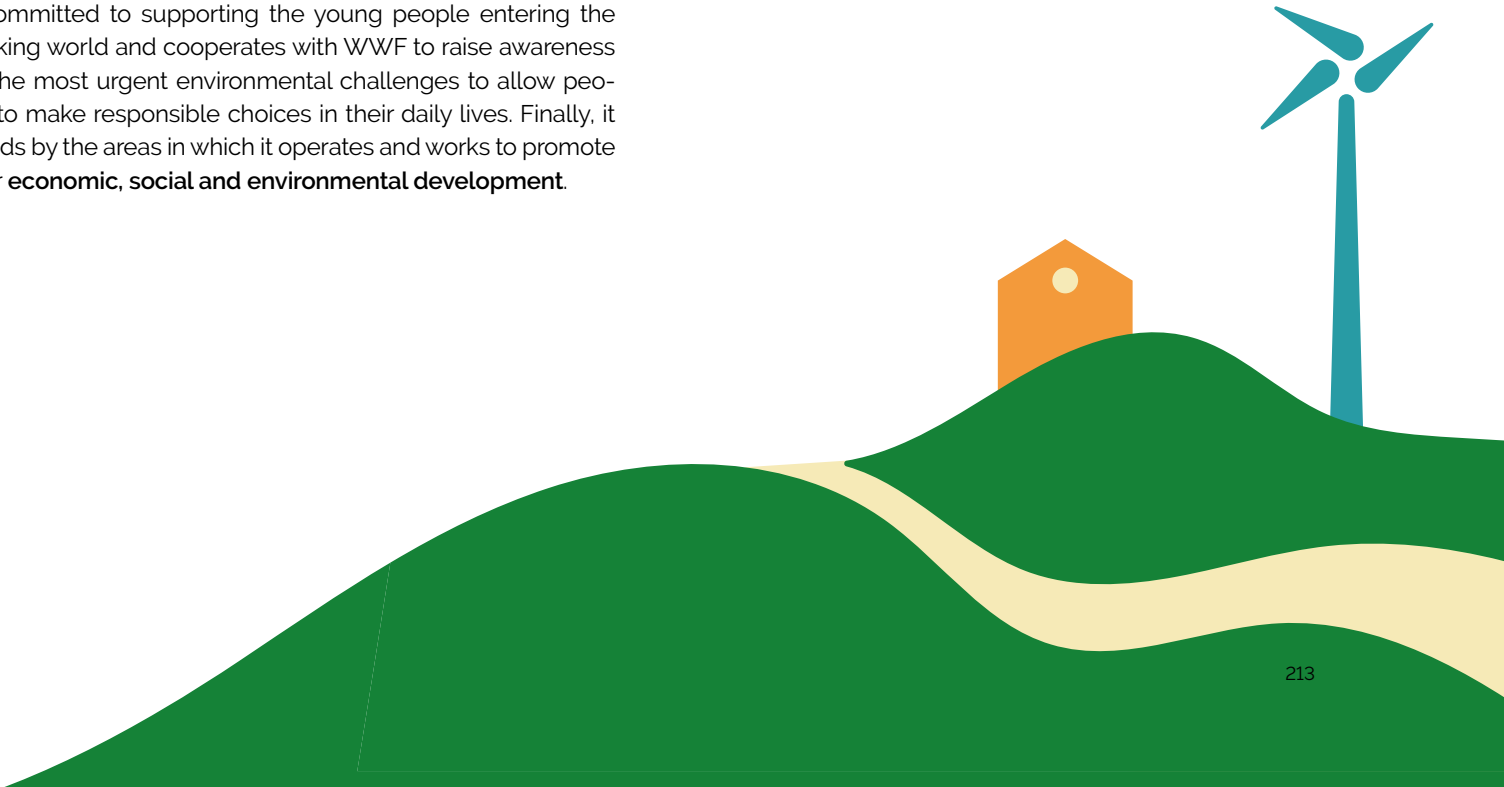 ommitted to supporting the young people entering the
king world and cooperates with WWF to raise awareness
he most urgent environmental challenges to allow peo-
to make responsible choices in their daily lives. Finally, it
ds by the areas in which it operates and works to promote
r economic, social and environmental development.
213